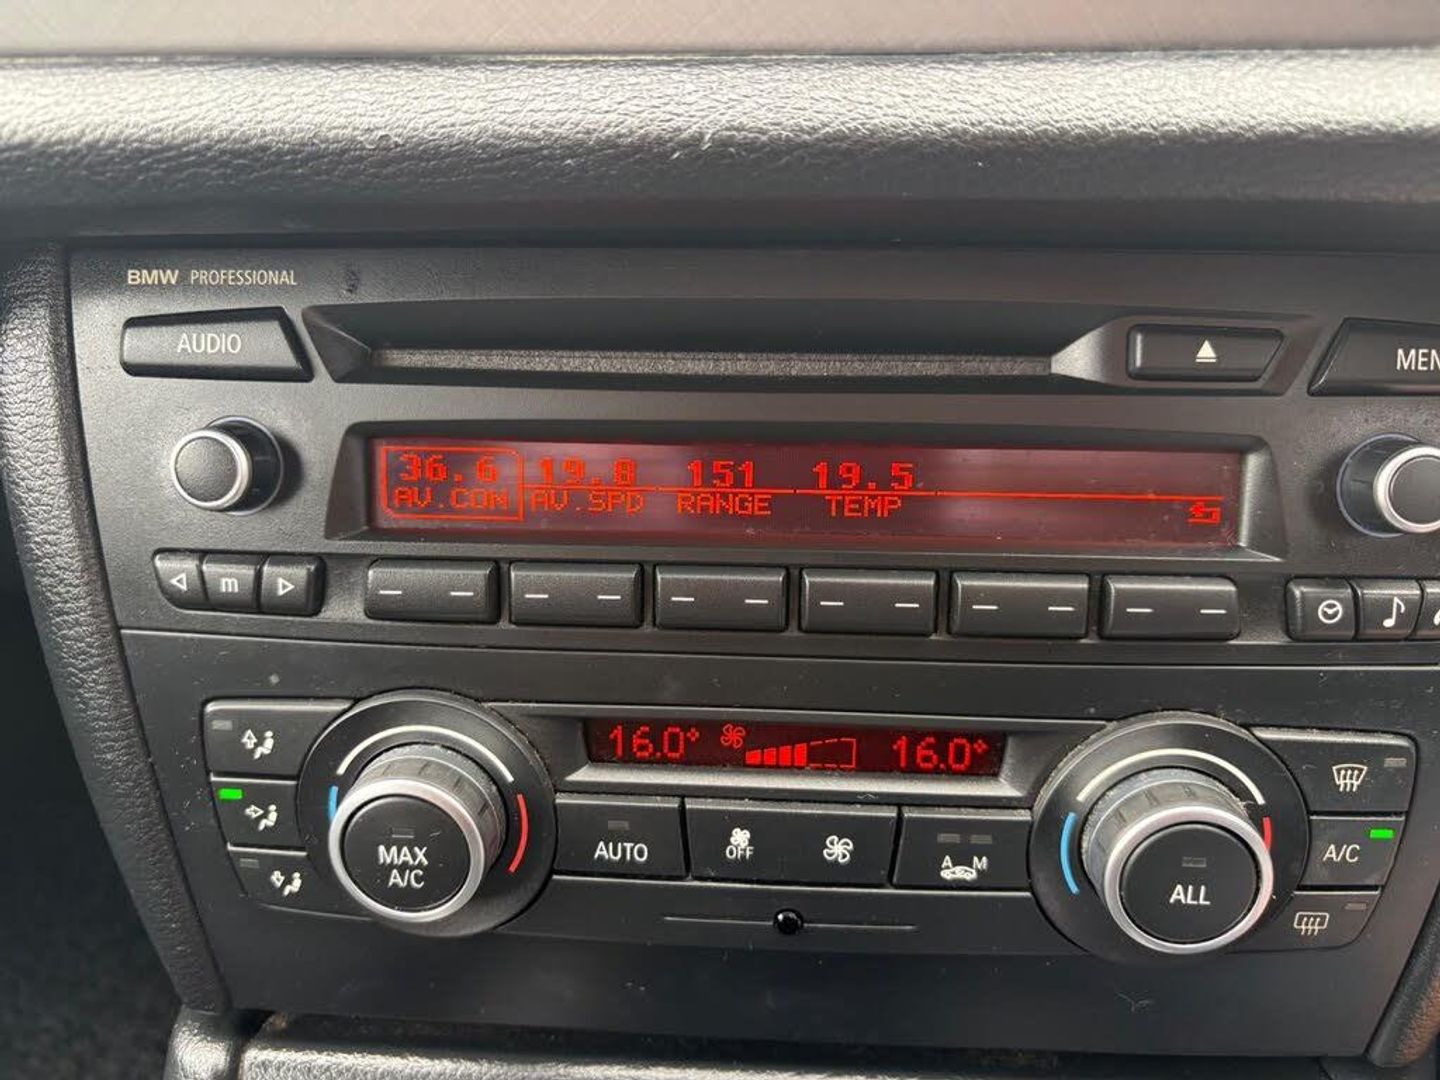 BMW PROFESSIONAL
AUDIO
MEN
36.6 19.8 151 19.5
AV.CON AV.SPD RANGE TEMP
m
16.0° 16.0°
MAX A/C
AUTO
OFF
A M
ALL
A/C